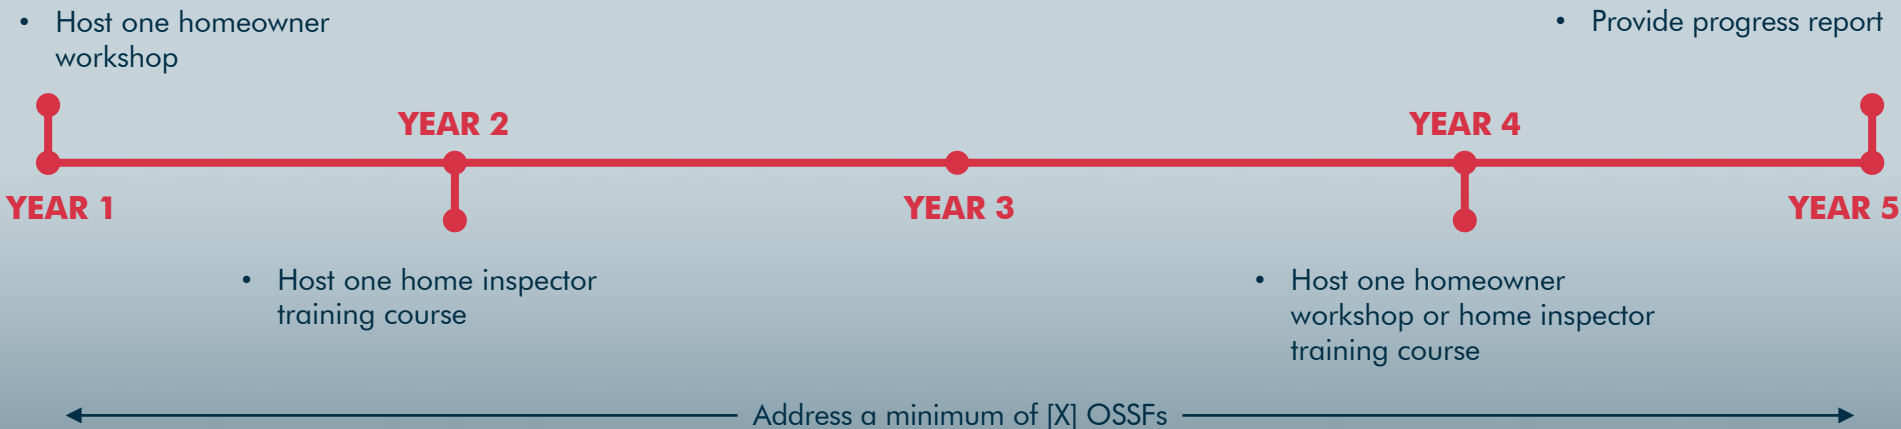 • Host one homeowner
workshop
• Provide progress report
YEAR 2
YEAR 4
YEAR 1
YEAR 3
YEAR 5
• Host one home inspector
training course
• Host one homeowner
workshop or home inspector
training course
Address a minimum of [X] OSSFs